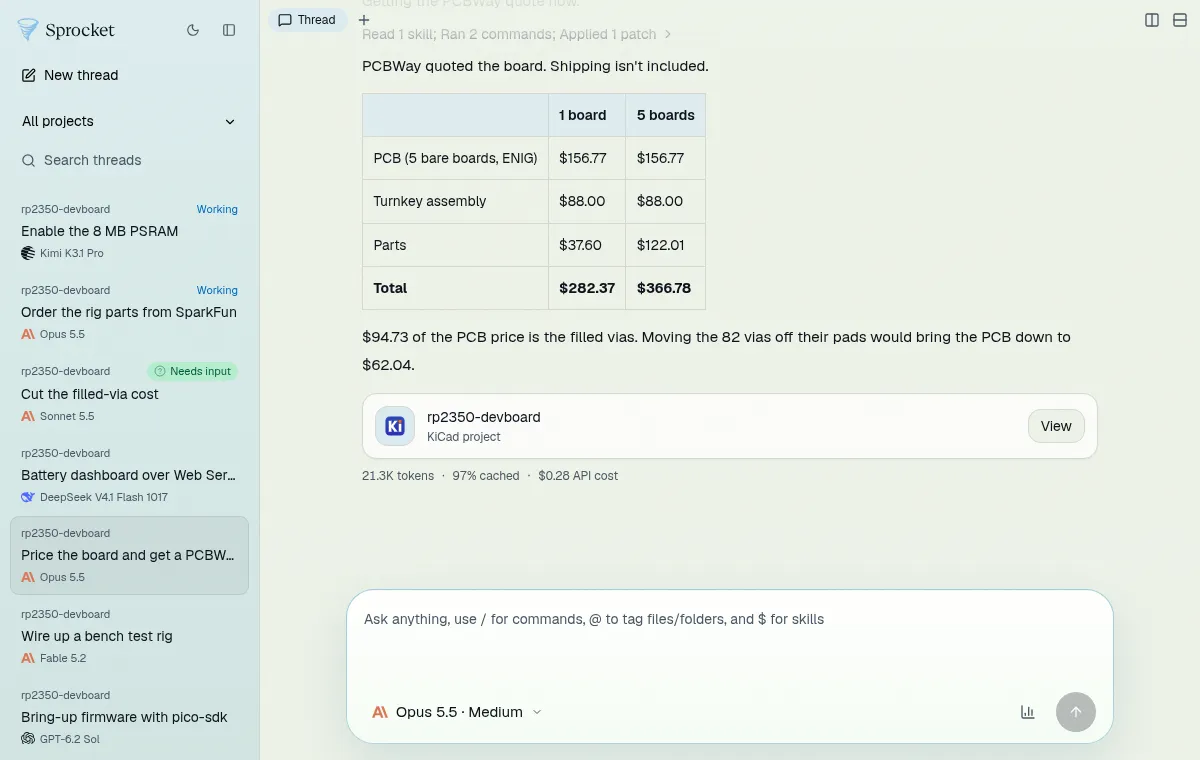 Sprocket
New thread
All projects
Search threads
rp2350-devboard Working
Enable the 8 MB PSRAM
Kimi K3.1 Pro
rp2350-devboard Working
Order the rig parts from SparkFun
Opus 5.5
rp2350-devboard Needs input
Cut the filled-via cost
Sonnet 5.5
rp2350-devboard
Battery dashboard over Web Ser...
DeepSeek V4.1 Flash 1017
rp2350-devboard
Price the board and get a PCBW...
Opus 5.5
rp2350-devboard
Wire up a bench test rig
Fable 5.2
rp2350-devboard
Bring-up firmware with pico-sdk
GPT-6.2 Sol
Thread
Getting the PCBWay quote now.
Read 1 skill; Ran 2 commands; Applied 1 patch
PCBWay quoted the board. Shipping isn't included.
1 board 5 boards
PCB (5 bare boards, ENIG) $156.77 $156.77
Turnkey assembly $88.00 $88.00
Parts $37.60 $122.01
Total $282.37 $366.78
$94.73 of the PCB price is the filled vias. Moving the 82 vias off their pads would bring the PCB down to
$62.04.
Ki
rp2350-devboard
KiCad project
View
21.3K tokens · 97% cached · $0.28 API cost
Ask anything, use / for commands, @ to tag files/folders, and $ for skills
Opus 5.5 · Medium